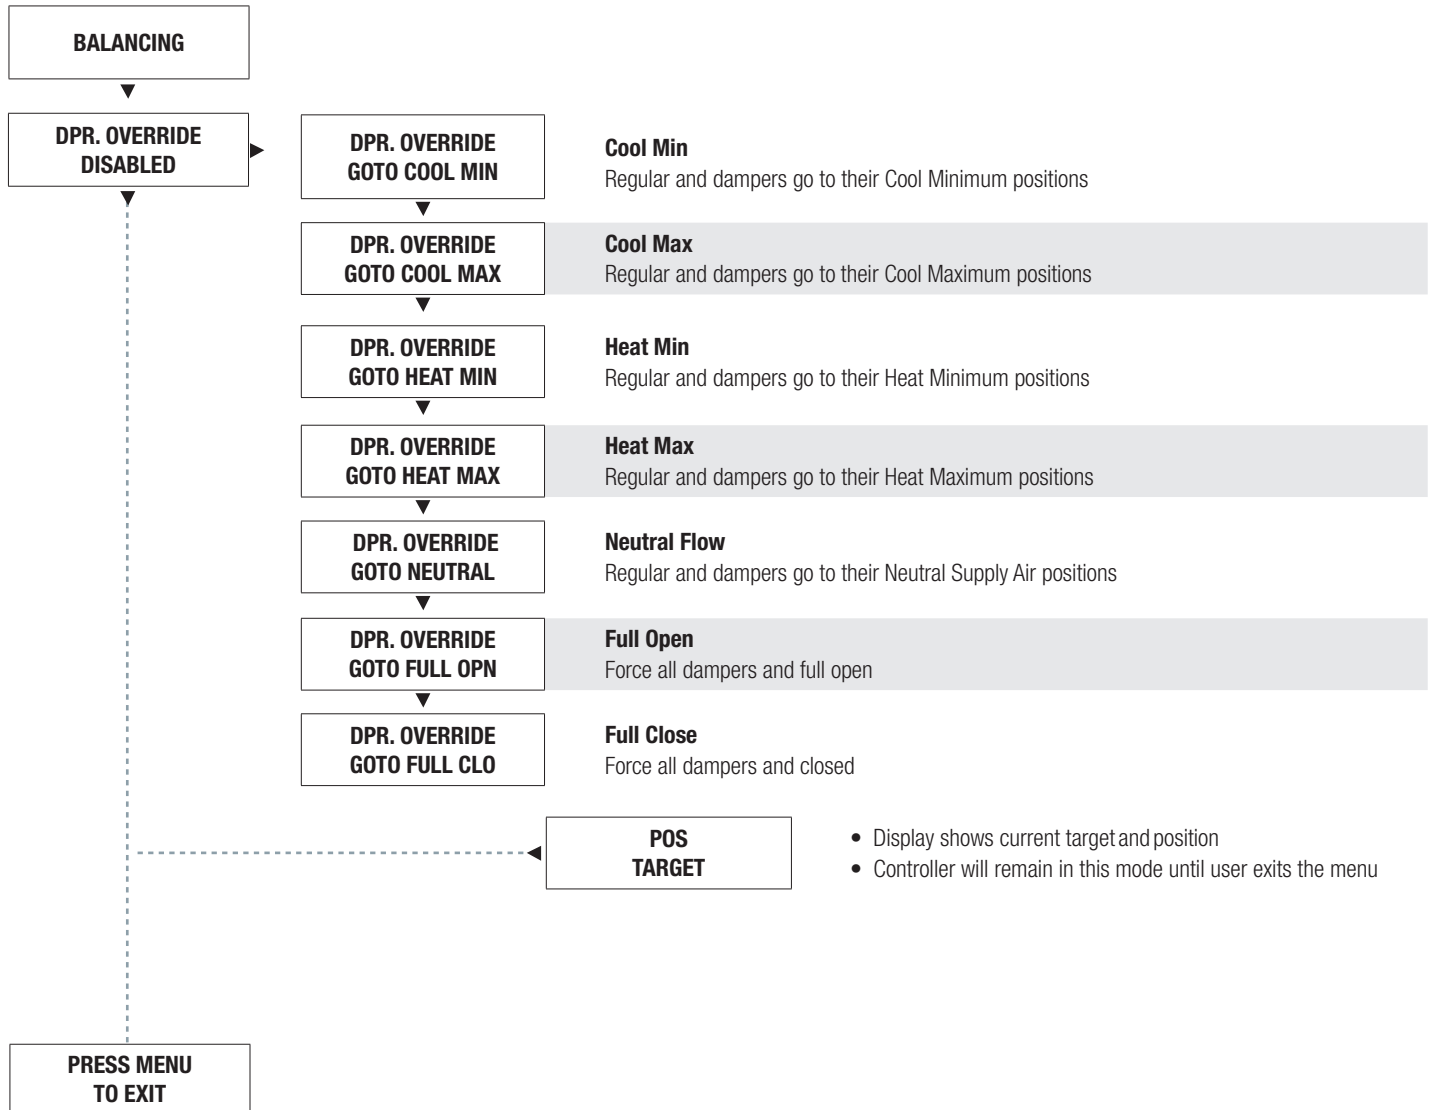 BALANCING
DPR. OVERRIDE
DISABLED
DPR. OVERRIDE
GOTO COOL MIN
Cool Min
Regular and dampers go to their Cool Minimum positions
DPR. OVERRIDE
GOTO COOL MAX
Cool Max
Regular and dampers go to their Cool Maximum positions
DPR. OVERRIDE
GOTO HEAT MIN
Heat Min
Regular and dampers go to their Heat Minimum positions
DPR. OVERRIDE
GOTO HEAT MAX
Heat Max
Regular and dampers go to their Heat Maximum positions
DPR. OVERRIDE
GOTO NEUTRAL
Neutral Flow
Regular and dampers go to their Neutral Supply Air positions
DPR. OVERRIDE
GOTO FULL OPN
Full Open
Force all dampers and full open
DPR. OVERRIDE
GOTO FULL CLO
Full Close
Force all dampers and closed
POS
TARGET
• Display shows current target and position
• Controller will remain in this mode until user exits the menu
PRESS MENU
TO EXIT